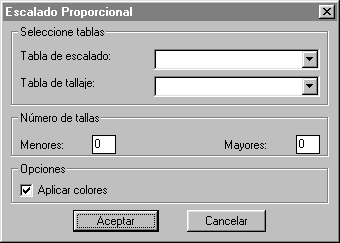 Escalado Proporcional
Seleccione tablas
Tabla de escalado:
Tabla de tallaje:
Número de tallas
Menores: 0 Mayores: 0
Opciones
Aplicar colores
Aceptar Cancelar